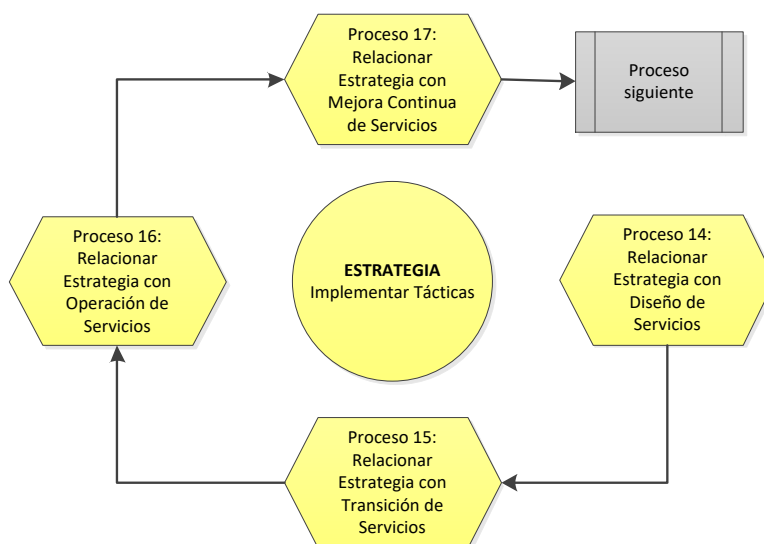 Proceso 17:
Relacionar
Estrategia con
Mejora Continua
de Servicios
Proceso
siguiente
Proceso 16:
Relacionar
Estrategia con
Operación de
Servicios
ESTRATEGIA
Implementar Tácticas
Proceso 14:
Relacionar
Estrategia con
Diseño de
Servicios
Proceso 15:
Relacionar
Estrategia con
Transición de
Servicios